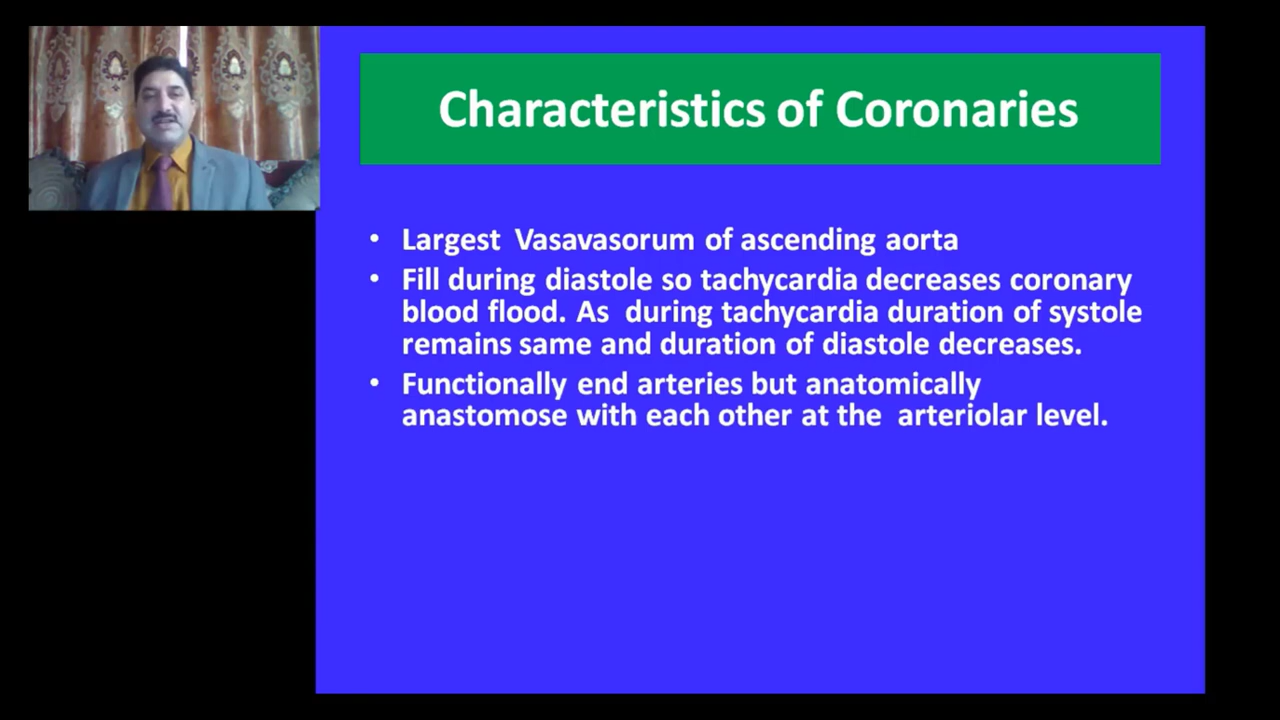 Characteristics of Coronaries
• Largest Vasavasorum of ascending aorta
• Fill during diastole so tachycardia decreases coronary
blood flood. As during tachycardia duration of systole
remains same and duration of diastole decreases.
• Functionally end arteries but anatomically
anastomose with each other at the arteriolar level.